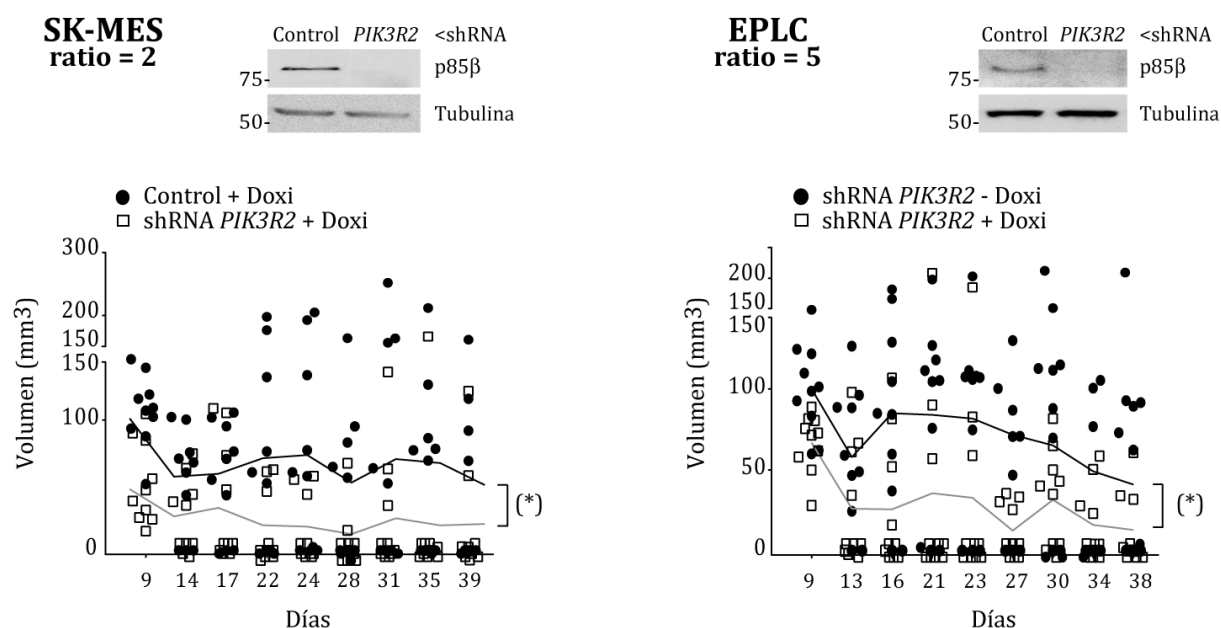 SK-MES
ratio = 2
Control PIK3R2 <shRNA
75- p85β
50- Tubulina
Control + Doxi
shRNA PIK3R2 + Doxi
Volumen (mm3)
300
200
150
150
100
0
(*)
9 14 17 22 24 28 31 35 39
Días
EPLC
ratio = 5
Control PIK3R2 <shRNA
75- p85β
50- Tubulina
shRNA PIK3R2 - Doxi
shRNA PIK3R2 + Doxi
Volumen (mm3)
200
150
150
100
50
0
(*)
9 13 16 21 23 27 30 34 38
Días